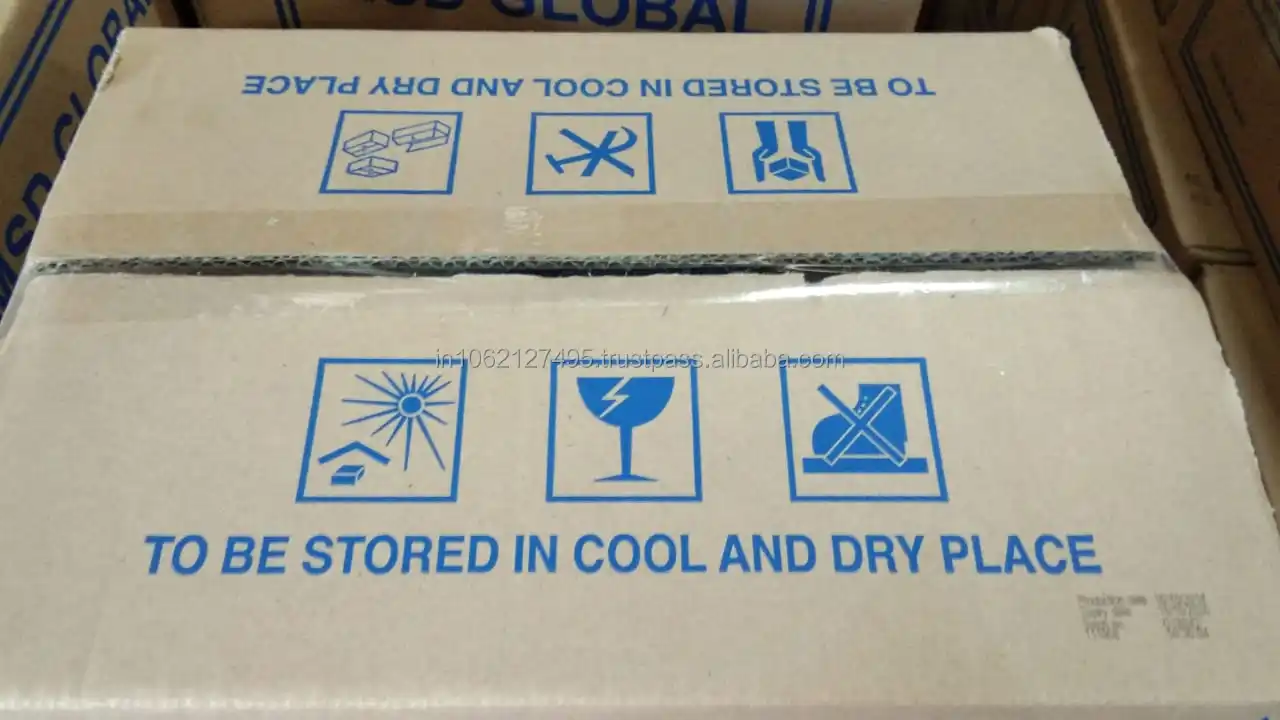 GLOBAL
TO BE STORED IN COOL AND DRY PLACE
in1062127495.trustpass.alibaba.com
TO BE STORED IN COOL AND DRY PLACE